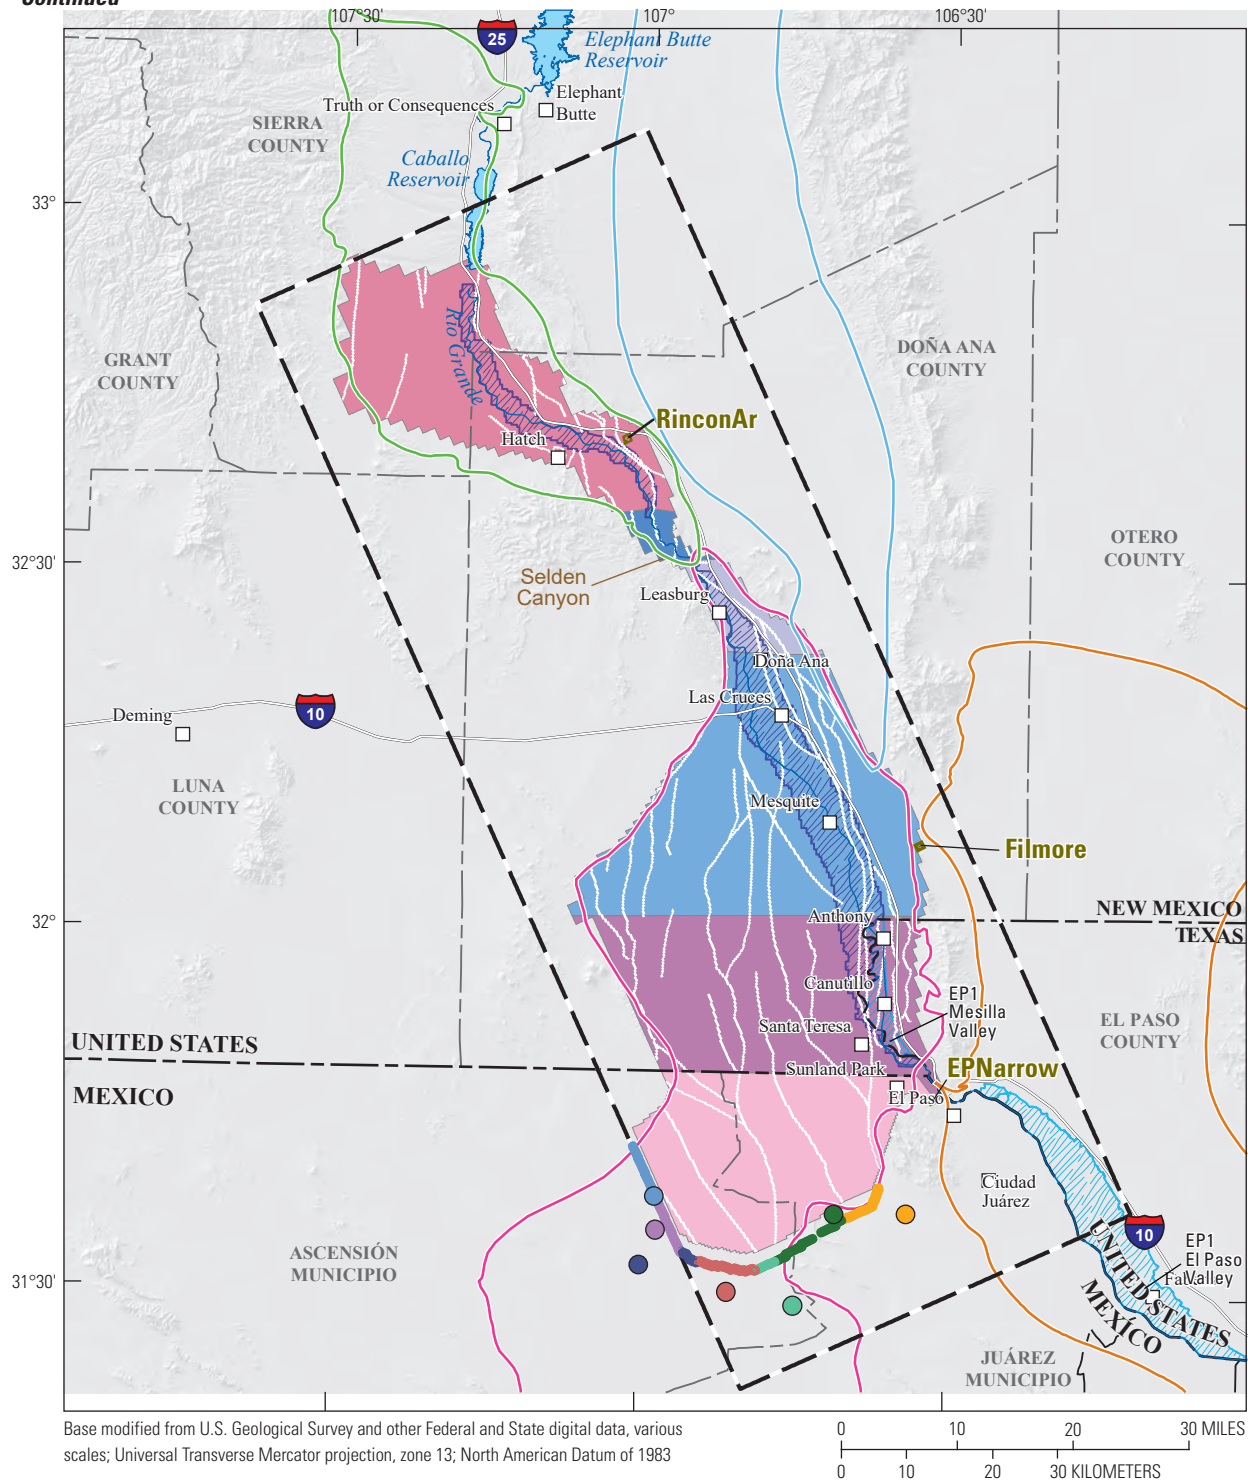 Continued
107°30'
107°
106°30'
25
Elephant Butte
Reservoir
Truth or Consequences
Elephant
Butte
SIERRA
COUNTY
Caballo
Reservoir
33°
Rio Grande
GRANT
COUNTY
DOÑA ANA
COUNTY
RinconAr
Hatch
32°30'
OTERO
COUNTY
Selden
Canyon
Leasburg
Doña Ana
Las Cruces
Deming
10
LUNA
COUNTY
Mesquite
Filmore
32°
Anthony
NEW MEXICO
TEXAS
Canutillo
EP1
Mesilla
Valley
Santa Teresa
EL PASO
COUNTY
UNITED STATES
Sunland Park
EPNarrow
MEXICO
El Paso
Ciudad
Juárez
ASCENSIÓN
MUNICIPIO
10
EP1
El Paso
Valley
31°30'
UNITED STATES
MEXICO
JUÁREZ
MUNICIPIO
Base modified from U.S. Geological Survey and other Federal and State digital data, various
scales; Universal Transverse Mercator projection, zone 13; North American Datum of 1983
0 10 20 30 MILES
0 10 20 30 KILOMETERS